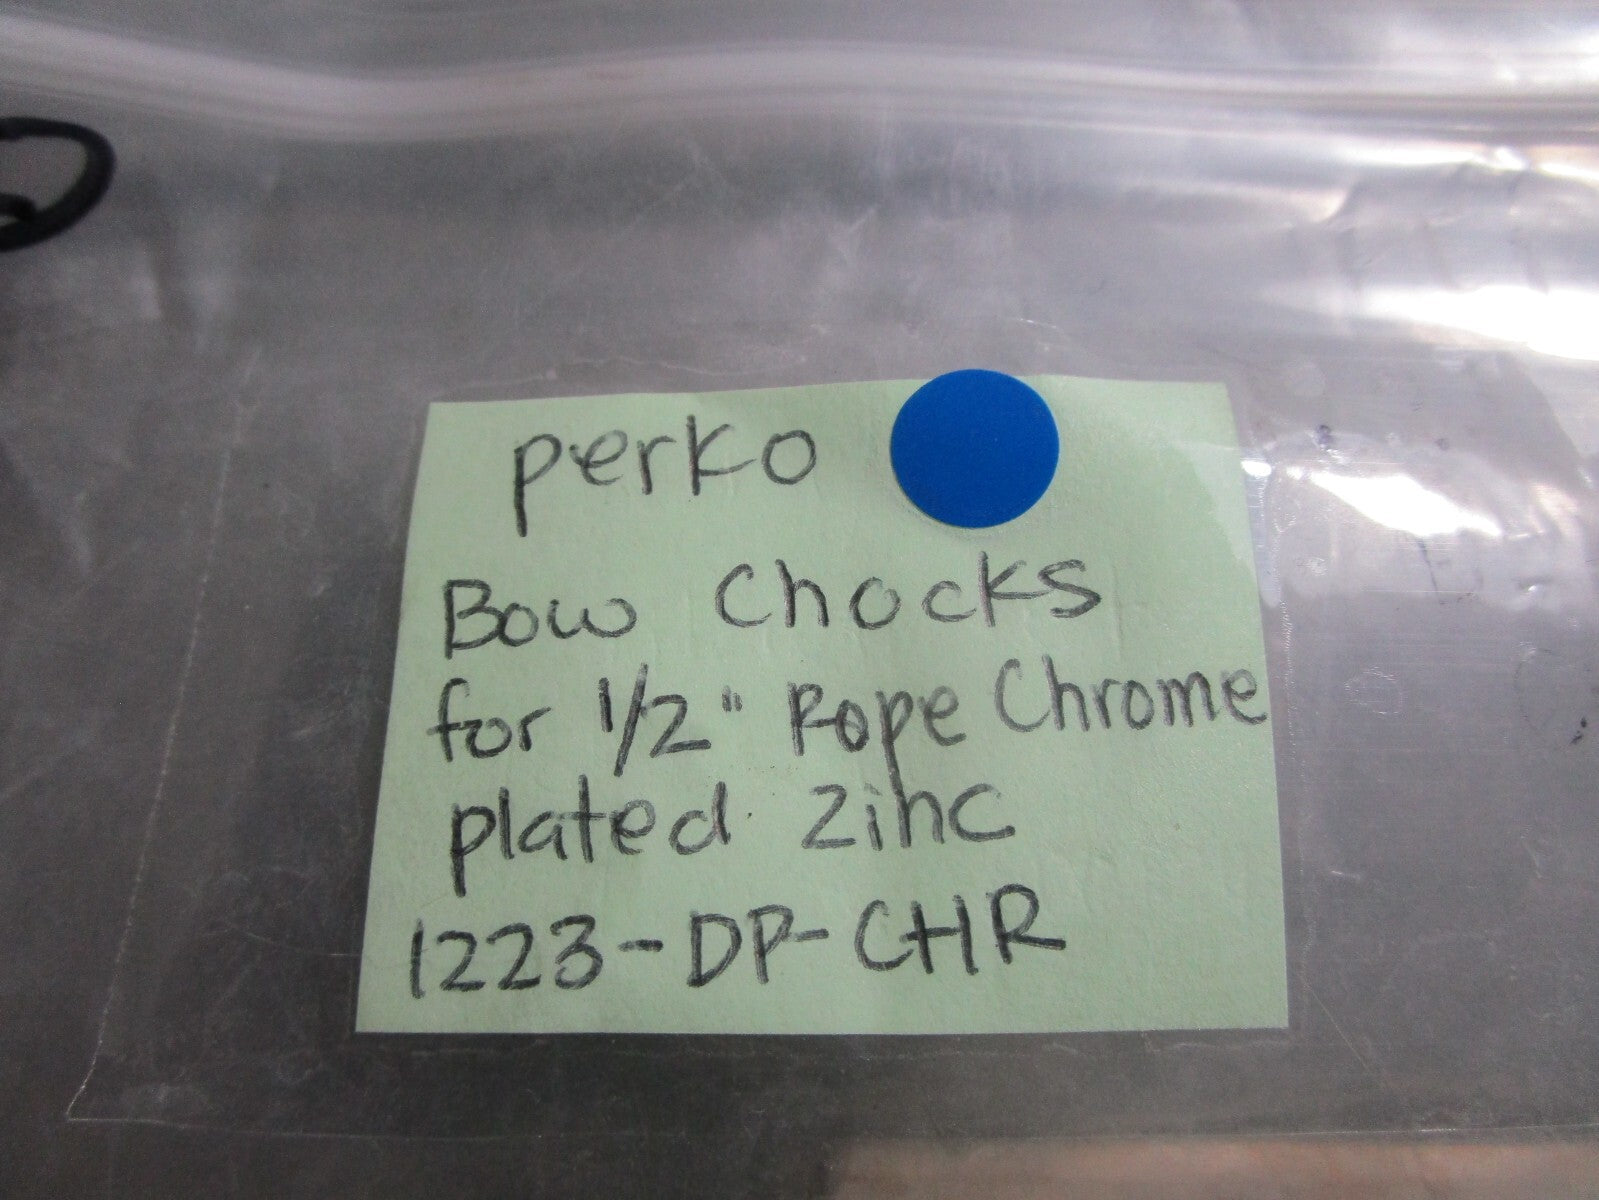 perko
Bow Chocks
for 1/2" Rope Chrome
plated zinc
1223-DP-CHR